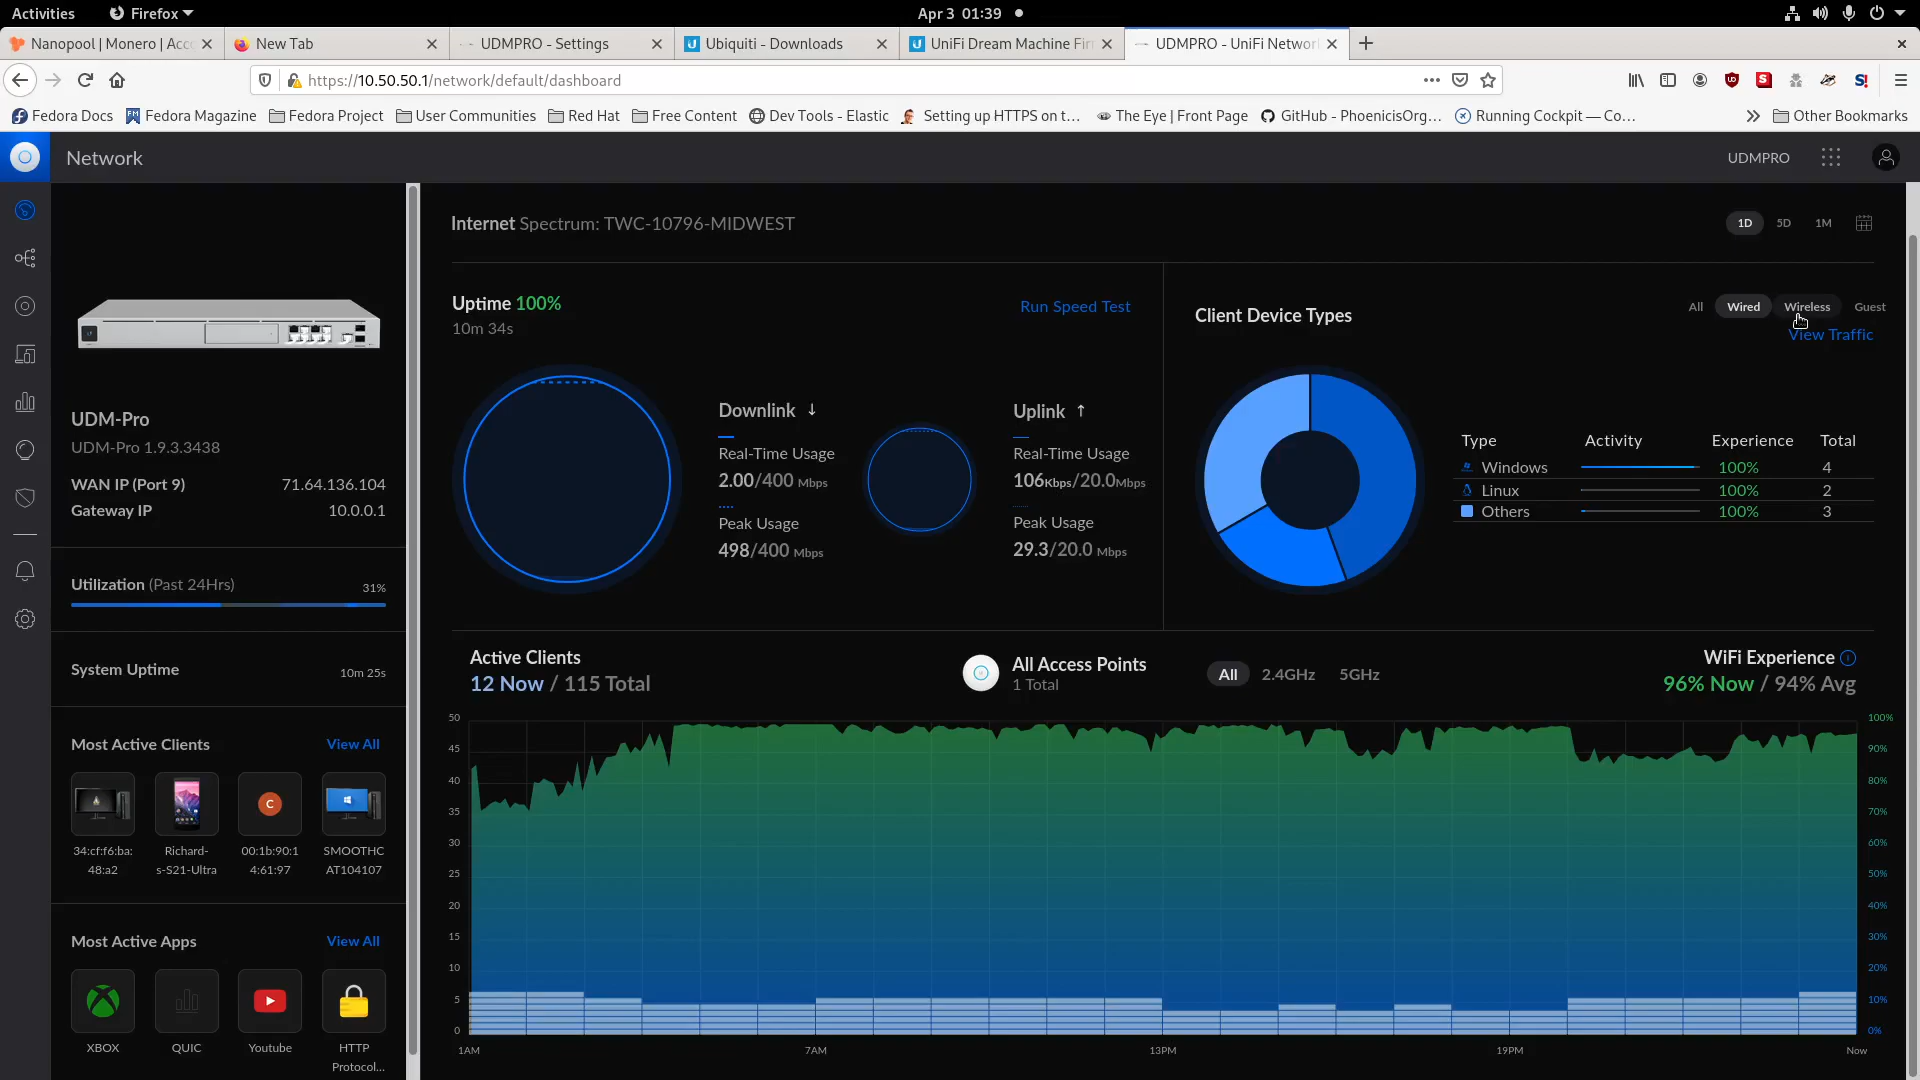 Activities
Firefox
Apr 3 01:39
Nanopool | Monero | Acc
New Tab
UDMPRO - Settings
Ubiquiti - Downloads
UniFi Dream Machine Fir
UDMPRO - UniFi Networ
https://10.50.50.1/network/default/dashboard
Fedora Docs
Fedora Magazine
Fedora Project
User Communities
Red Hat
Free Content
Dev Tools - Elastic
Setting up HTTPS on t…
The Eye | Front Page
GitHub - PhoenicisOrg…
Running Cockpit — Co…
Other Bookmarks
Network
UDMPRO
UDM-Pro
UDM-Pro 1.9.3.3438
WAN IP (Port 9) 71.64.136.104
Gateway IP 10.0.0.1
Utilization (Past 24Hrs) 31%
System Uptime 10m 25s
Most Active Clients View All
C
34:cf:f6:ba:
48:a2
Richard-
s-S21-Ultra
00:1b:90:1
4:61:97
SMOOTHC
AT104107
Most Active Apps View All
XBOX
QUIC
Youtube
HTTP
Protocol...
Internet Spectrum: TWC-10796-MIDWEST
1D 5D 1M
Uptime 100%
10m 34s
Run Speed Test
Downlink ↓
Real-Time Usage
2.00/400 Mbps
Peak Usage
498/400 Mbps
Uplink ↑
Real-Time Usage
106Kbps/20.0Mbps
Peak Usage
29.3/20.0 Mbps
Client Device Types
All Wired Wireless Guest
View Traffic
Type Activity Experience Total
Windows 100% 4
Linux 100% 2
Others 100% 3
Active Clients
12 Now / 115 Total
All Access Points
1 Total
All 2.4GHz 5GHz
WiFi Experience
96% Now / 94% Avg
50 100%
45 90%
40 80%
35 70%
30 60%
25 50%
20 40%
15 30%
10 20%
5 10%
0 0%
1AM 7AM 13PM 19PM Now